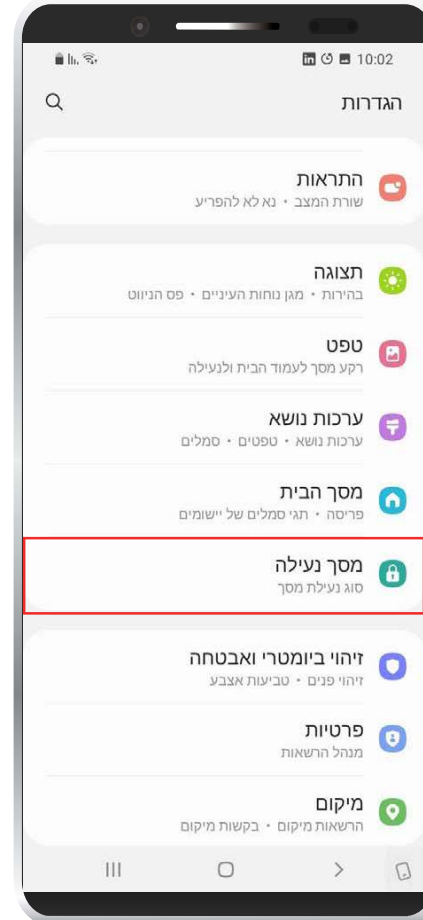 10:02
הגדרות
התראות
שורת המצב • נא לא להפריע
תצוגה
בהירות • מגן נוחות העיניים • פס הניווט
טפט
רקע מסך לעמוד הבית ולנעילה
ערכות נושא
ערכות נושא • טפטים • סמלים
מסך הבית
פריסה • תגי סמלים של יישומים
מסך נעילה
סוג נעילת מסך
זיהוי ביומטרי ואבטחה
זיהוי פנים • טביעות אצבע
פרטיות
מנהל הרשאות
מיקום
הרשאות מיקום • בקשות מיקום